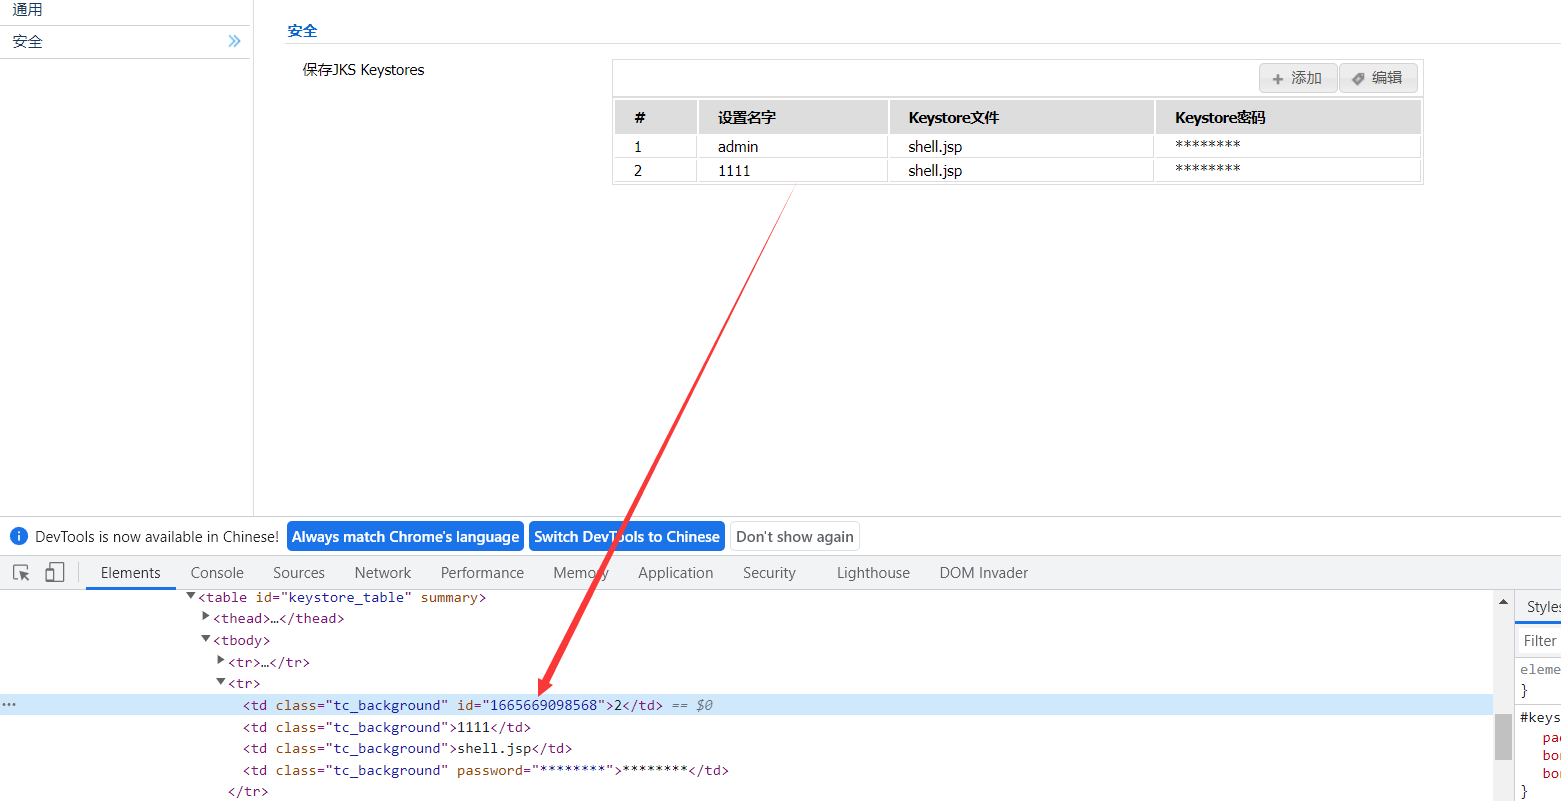 通用
安全
安全
保存JKS Keystores
添加 编辑
# 设置名字 Keystore文件 Keystore密码
1 admin shell.jsp ********
2 1111 shell.jsp ********
DevTools is now available in Chinese! Always match Chrome's language Switch DevTools to Chinese Don't show again
Elements Console Sources Network Performance Memory Application Security Lighthouse DOM Invader
<table id="keystore_table" summary>
<thead>…</thead>
<tbody>
<tr>…</tr>
<tr>
<td class="tc_background" id="1665669098568">2</td> == $0
<td class="tc_background">1111</td>
<td class="tc_background">shell.jsp</td>
<td class="tc_background" password="********">********</td>
</tr>
Styles
Filter
eleme
}
#keys
pad
bor
bor
}